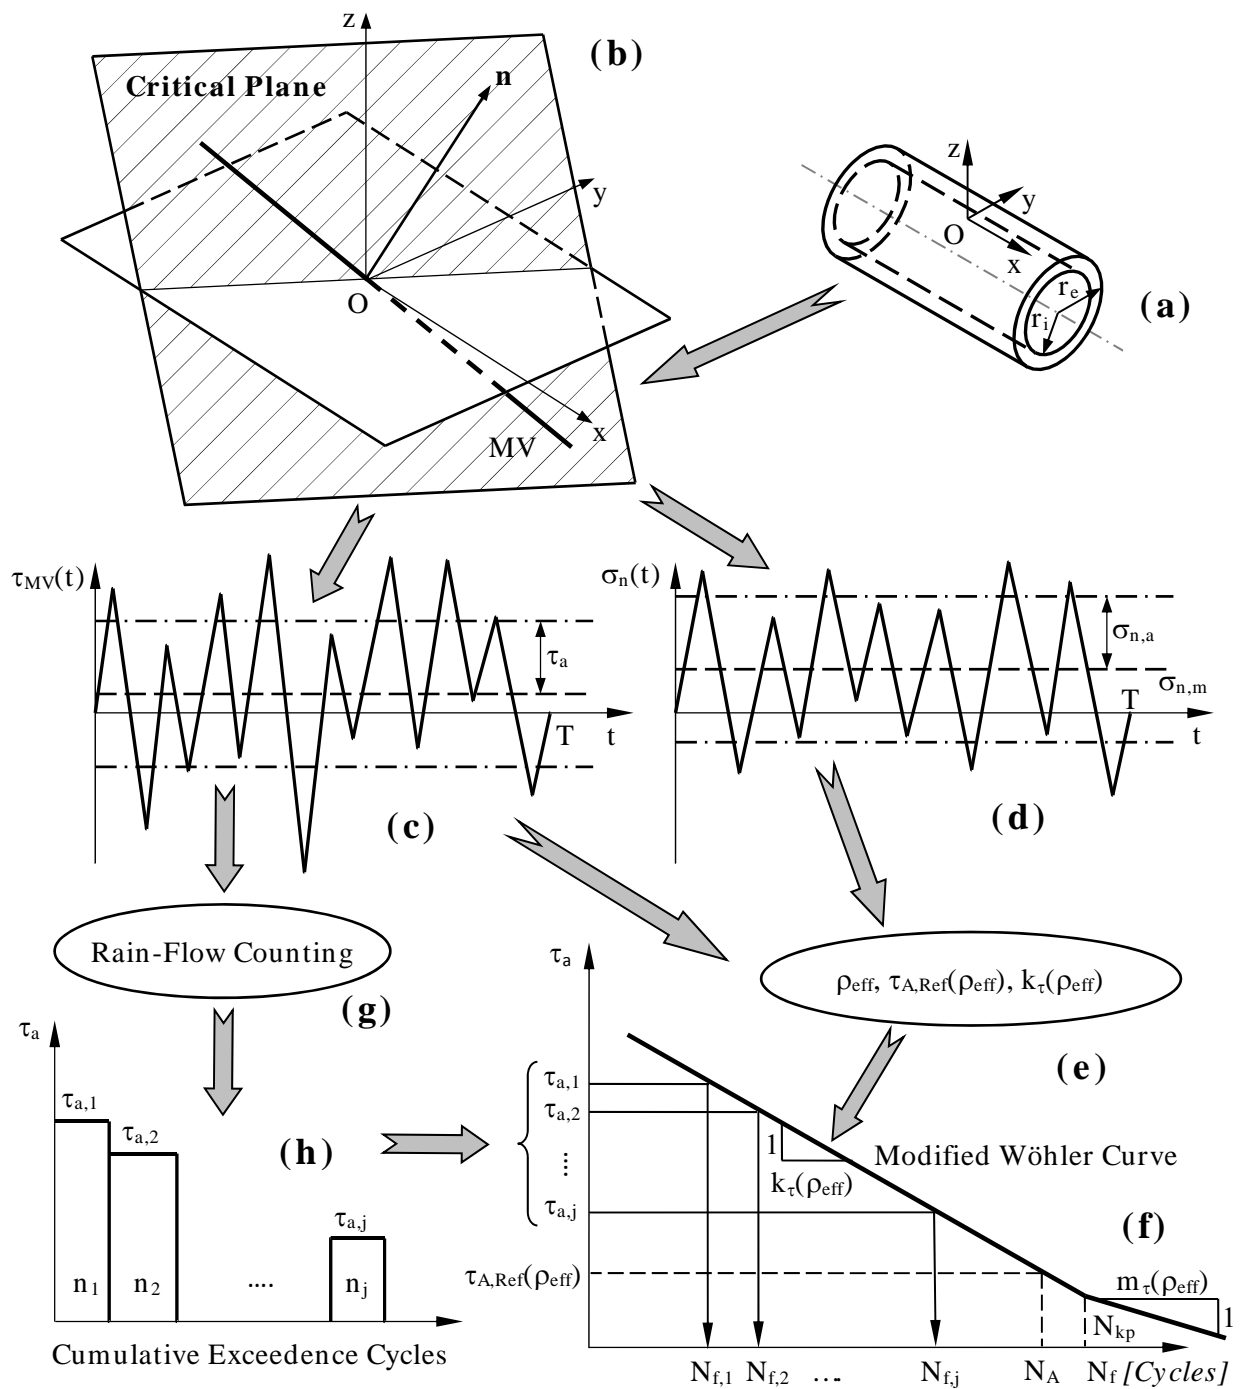 z
(b)
Critical Plane
n
y
O
x
MV
z
y
O
x
r_e
r_i
(a)
τ_MV(t)
τ_a
T
t
(c)
σ_n(t)
σ_n,a
σ_n,m
T
t
(d)
Rain-Flow Counting
(g)
ρ_eff, τ_A,Ref(ρ_eff), k_τ(ρ_eff)
(e)
τ_a
τ_a,1
τ_a,2
τ_a,j
(h)
n_1
n_2
....
n_j
Cumulative Exceedence Cycles
τ_a
τ_a,1
τ_a,2
....
τ_a,j
τ_A,Ref(ρ_eff)
1
k_τ(ρ_eff)
Modified Wöhler Curve
(f)
m_τ(ρ_eff)
1
N_kp
N_f,1
N_f,2
....
N_f,j
N_A
N_f [Cycles]